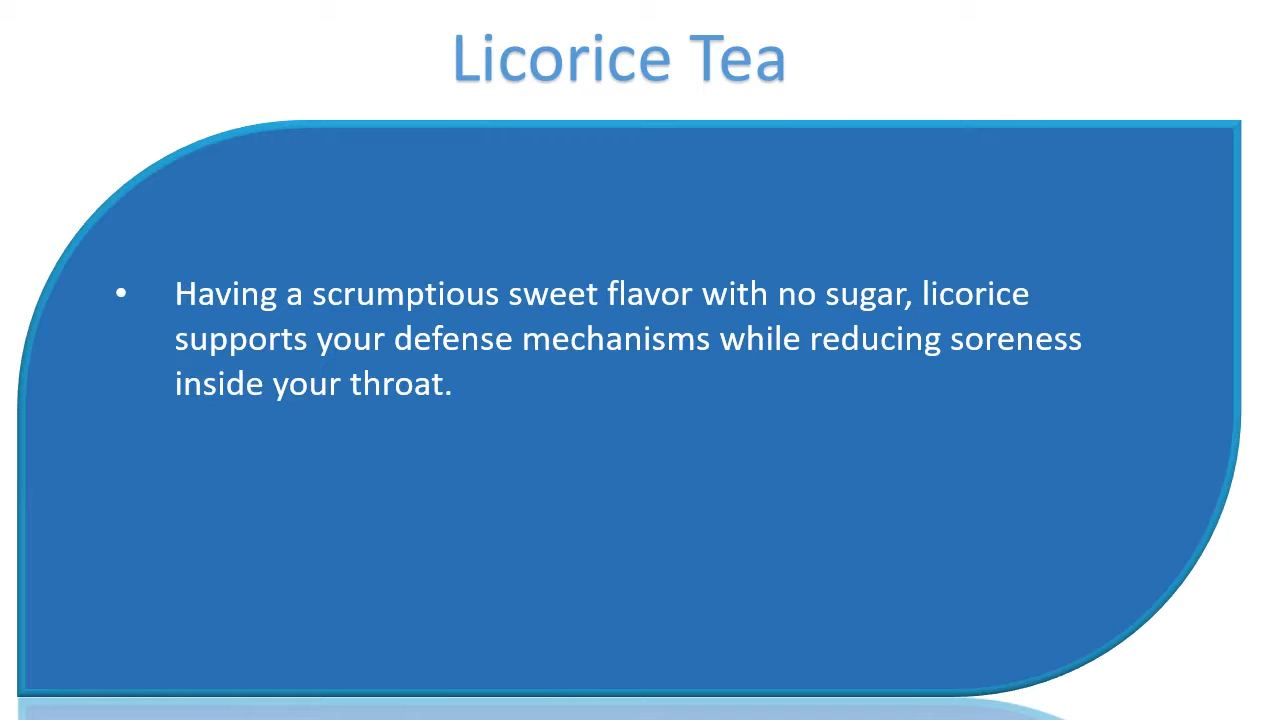 Licorice Tea
• Having a scrumptious sweet flavor with no sugar, licorice
supports your defense mechanisms while reducing soreness
inside your throat.